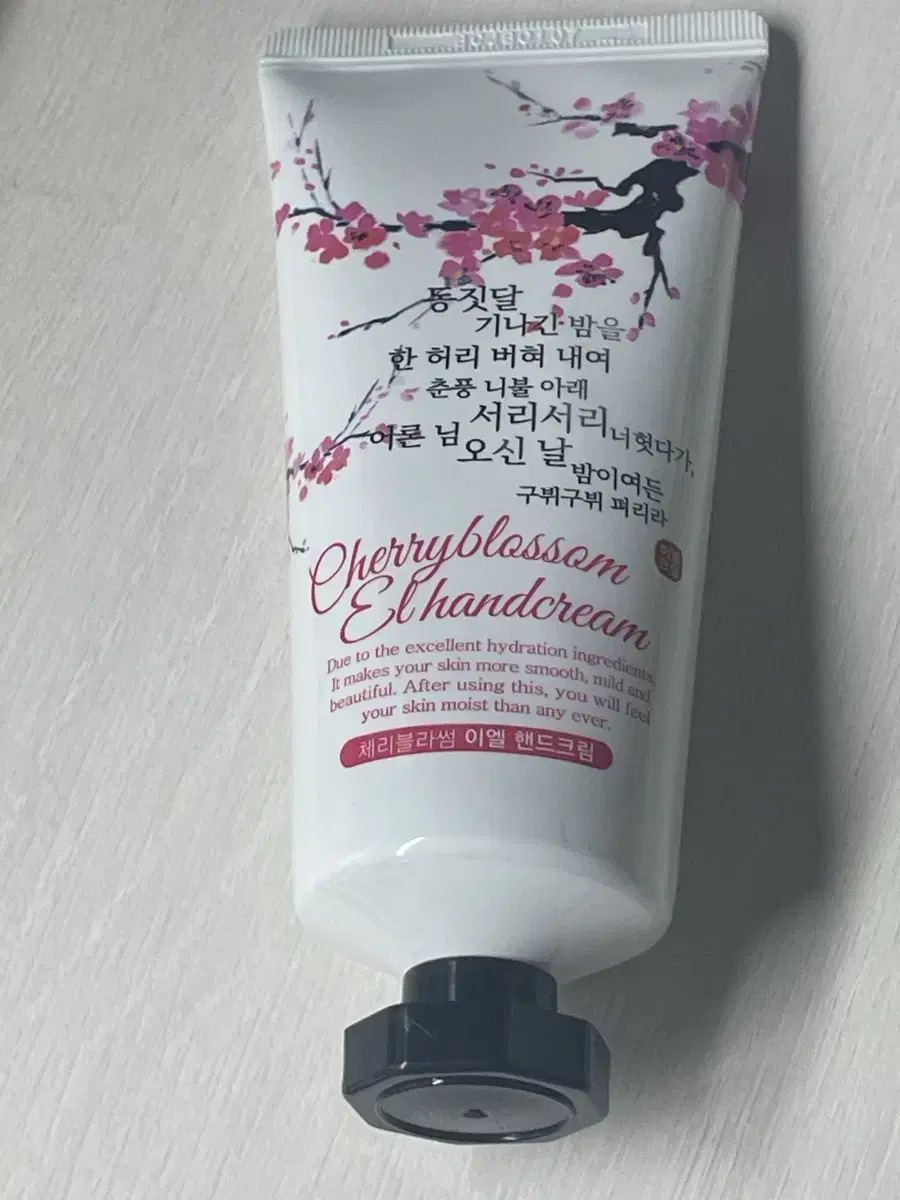 동짓달
기나긴 밤을
한 허리 버혀 내여
춘풍 니불 아래
서리서리 너헛다가,
어론 님 오신 날
밤이여든
구뷔구뷔 펴리라
Cherryblossom
El handcream
Due to the excellent hydration ingredients,
It makes your skin more smooth, mild and
beautiful. After using this, you will feel
your skin moist than any ever.
체리블라썸 이엘 핸드크림